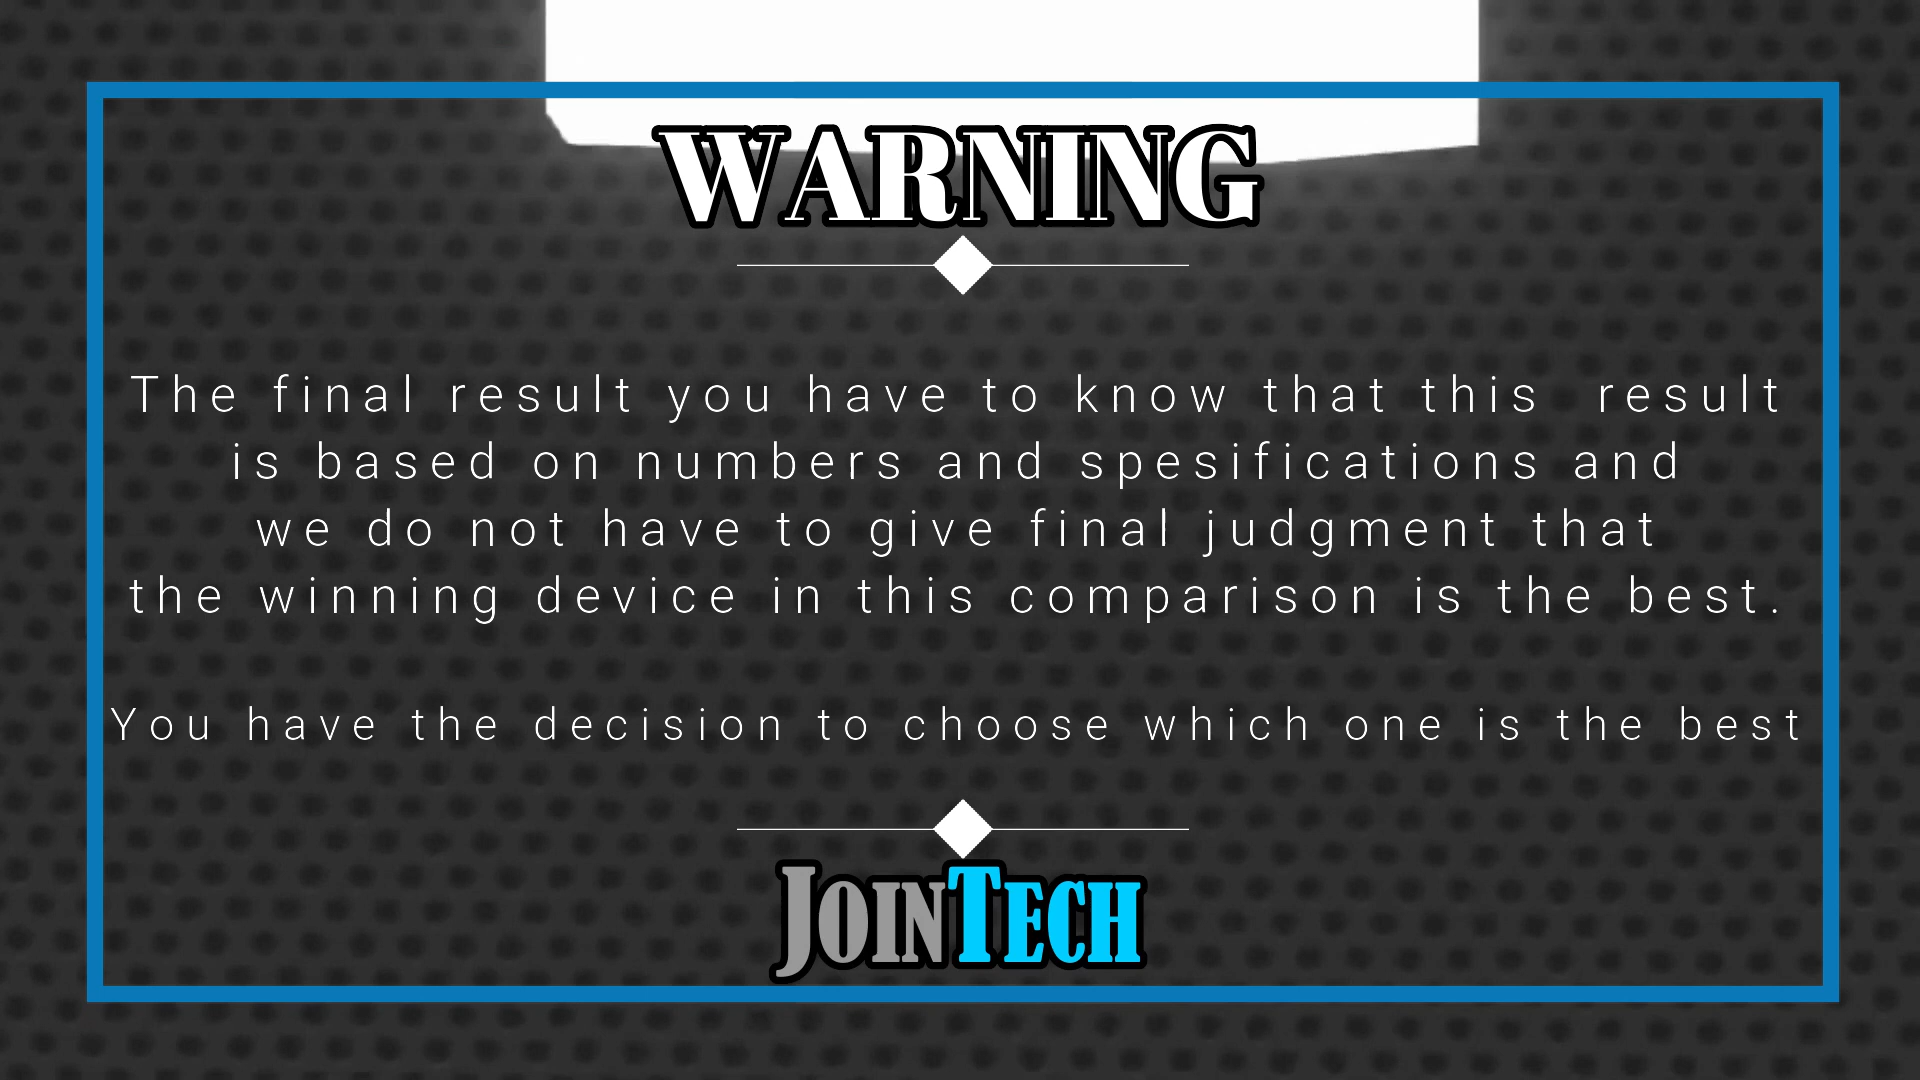 WARNING
The final result you have to know that this result
is based on numbers and spesifications and
we do not have to give final judgment that
the winning device in this comparison is the best.
You have the decision to choose which one is the best
JOINTECH